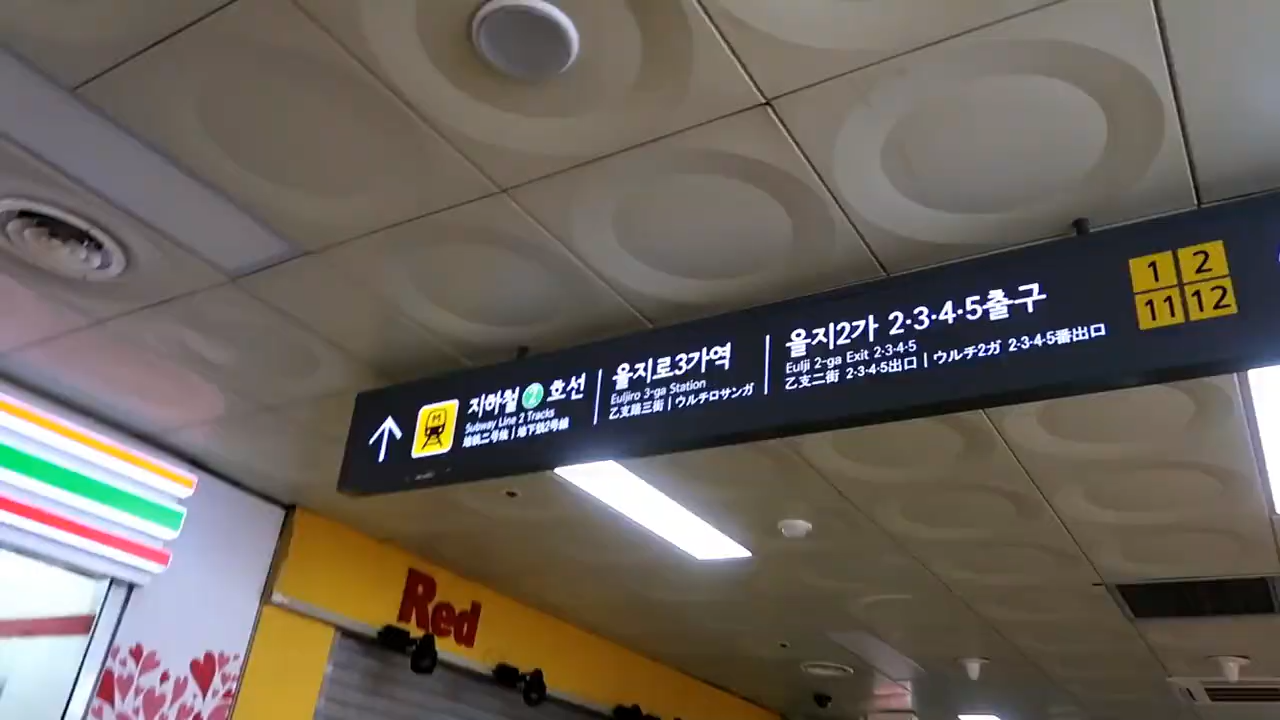 지하철 2 호선
Subway Line 2 Tracks
地铁二号线 | 地下鉄2号線
을지로3가역
Euljiro 3-ga Station
乙支路三街 | ウルチロサンガ
을지2가 2·3·4·5출구
Eulji 2-ga Exit 2·3·4·5
乙支二街 2·3·4·5出口 | ウルチ2ガ 2·3·4·5番出口
1 2
11 12
Red